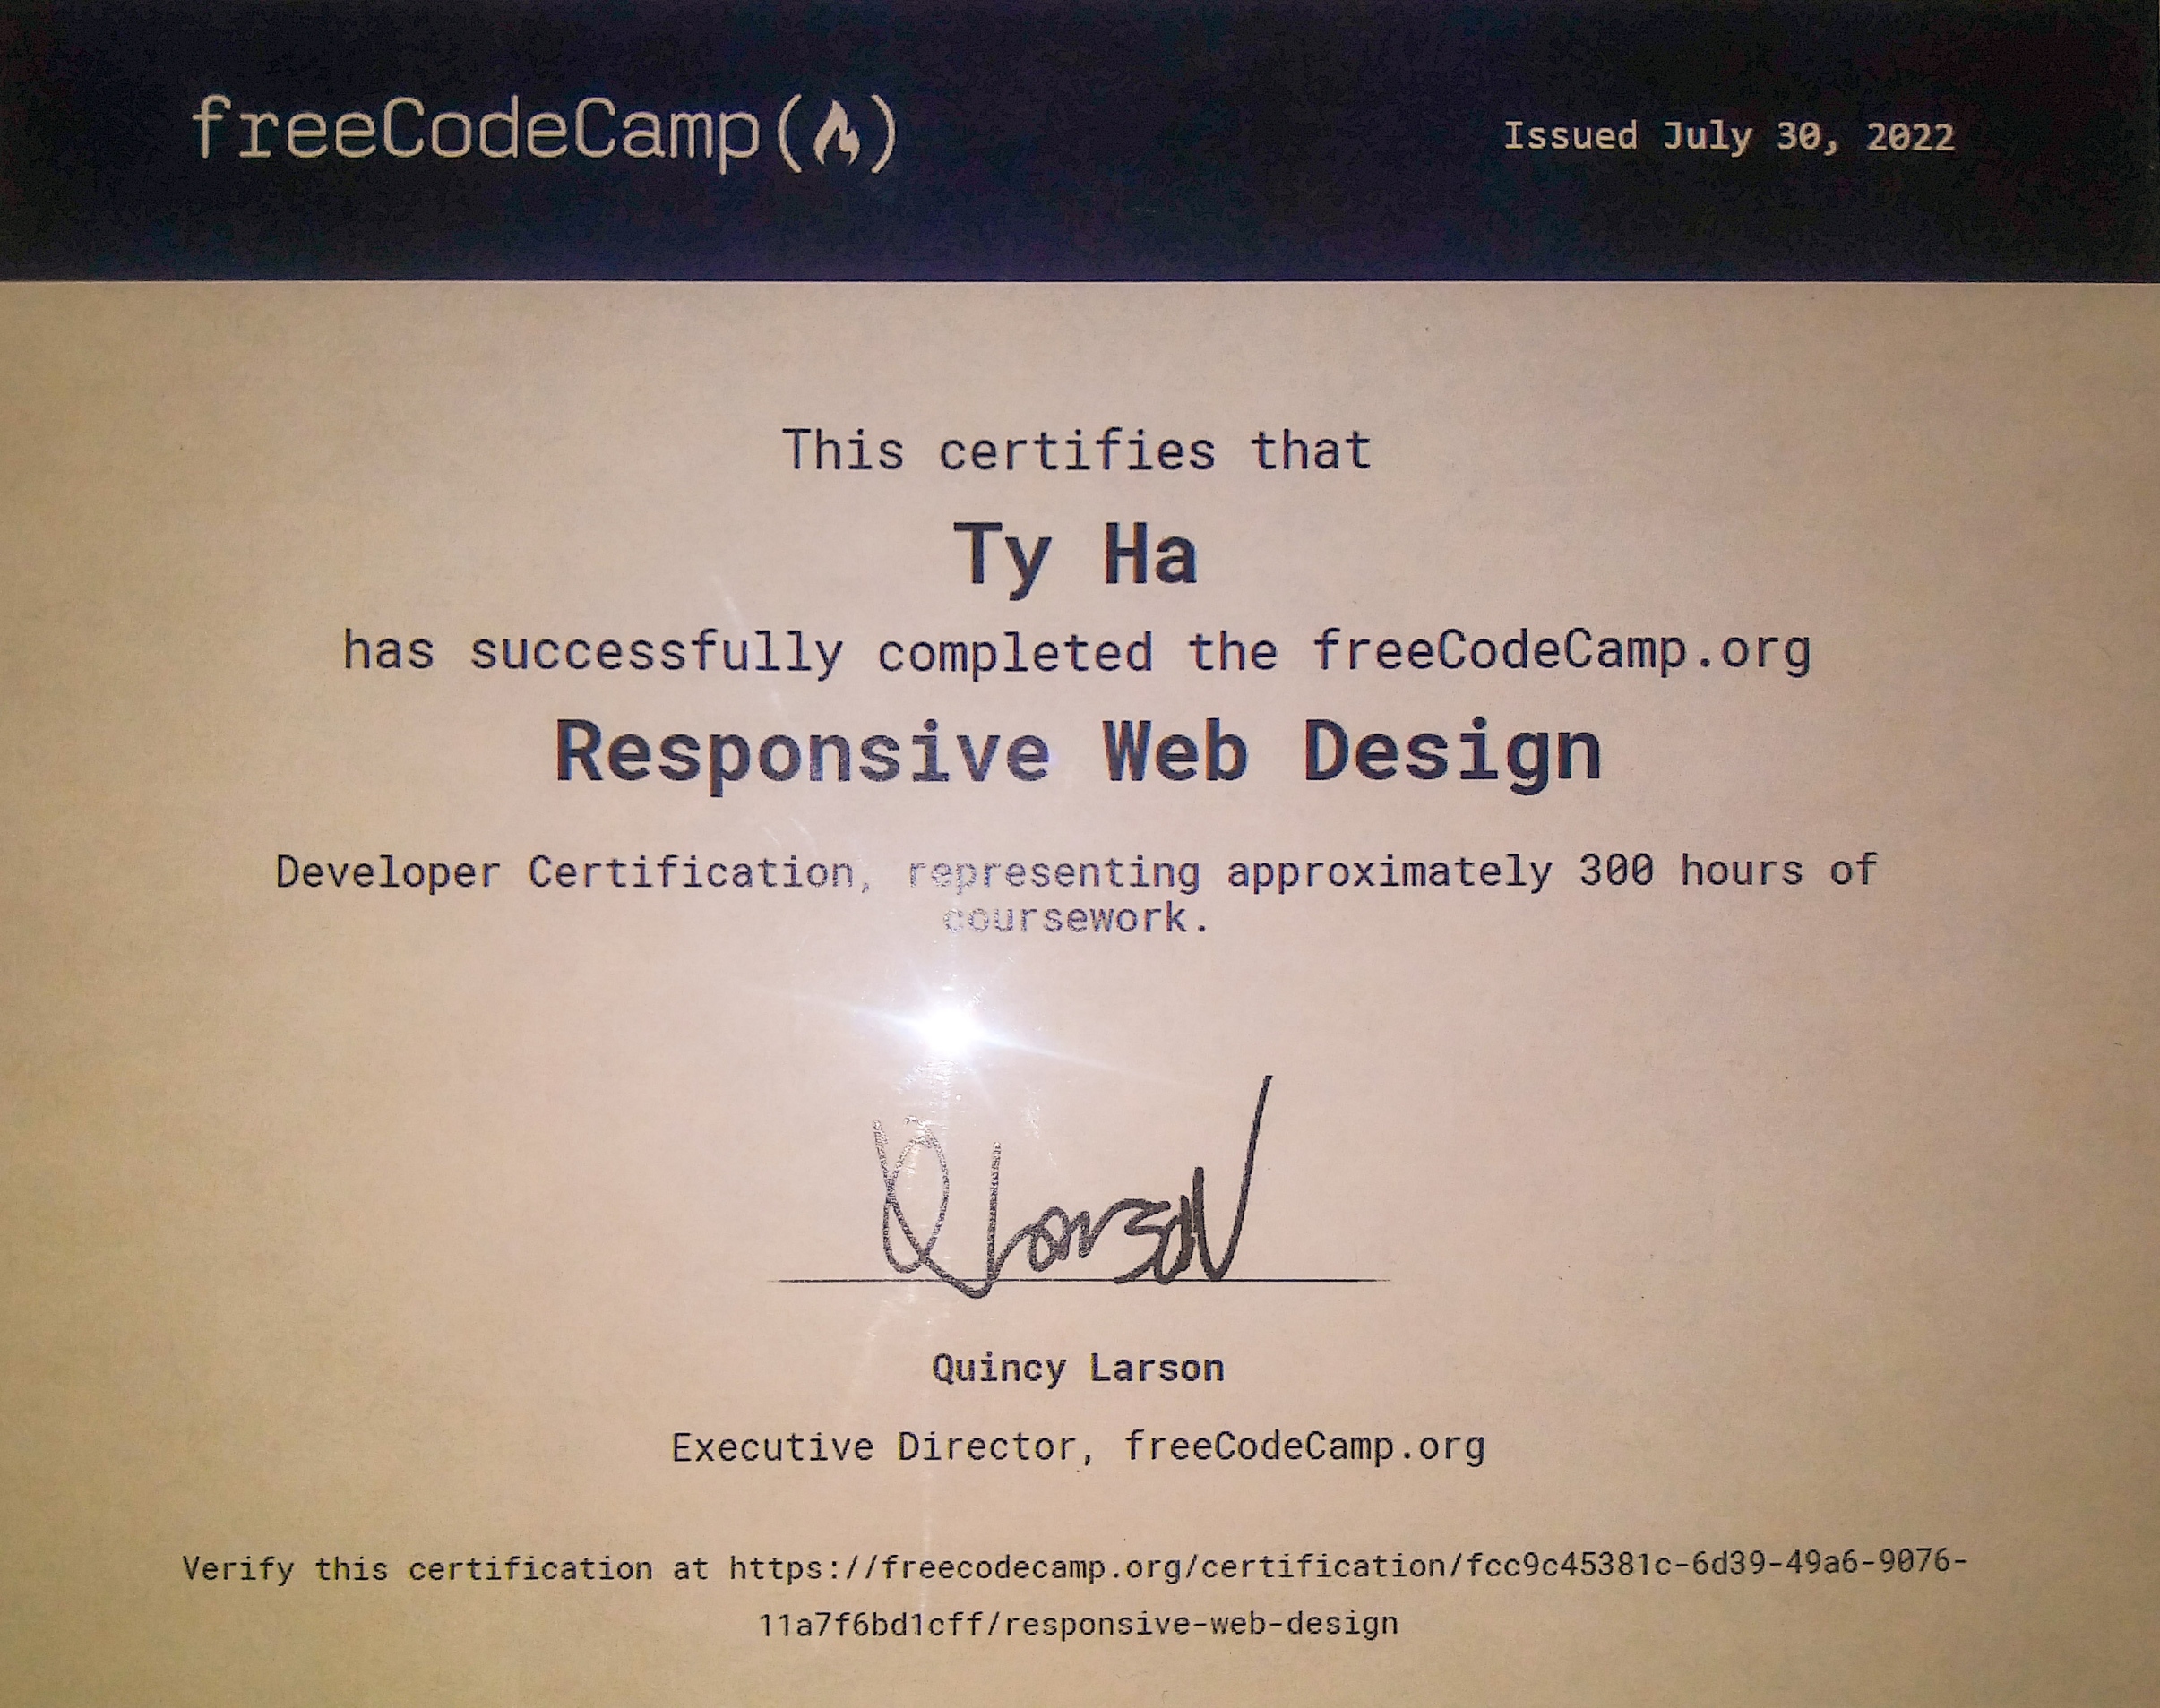 freeCodeCamp(🔥)
Issued July 30, 2022
This certifies that
Ty Ha
has successfully completed the freeCodeCamp.org
Responsive Web Design
Developer Certification, representing approximately 300 hours of
coursework.
Q Larson
Quincy Larson
Executive Director, freeCodeCamp.org
Verify this certification at https://freecodecamp.org/certification/fcc9c45381c-6d39-49a6-9076-
11a7f6bd1cff/responsive-web-design